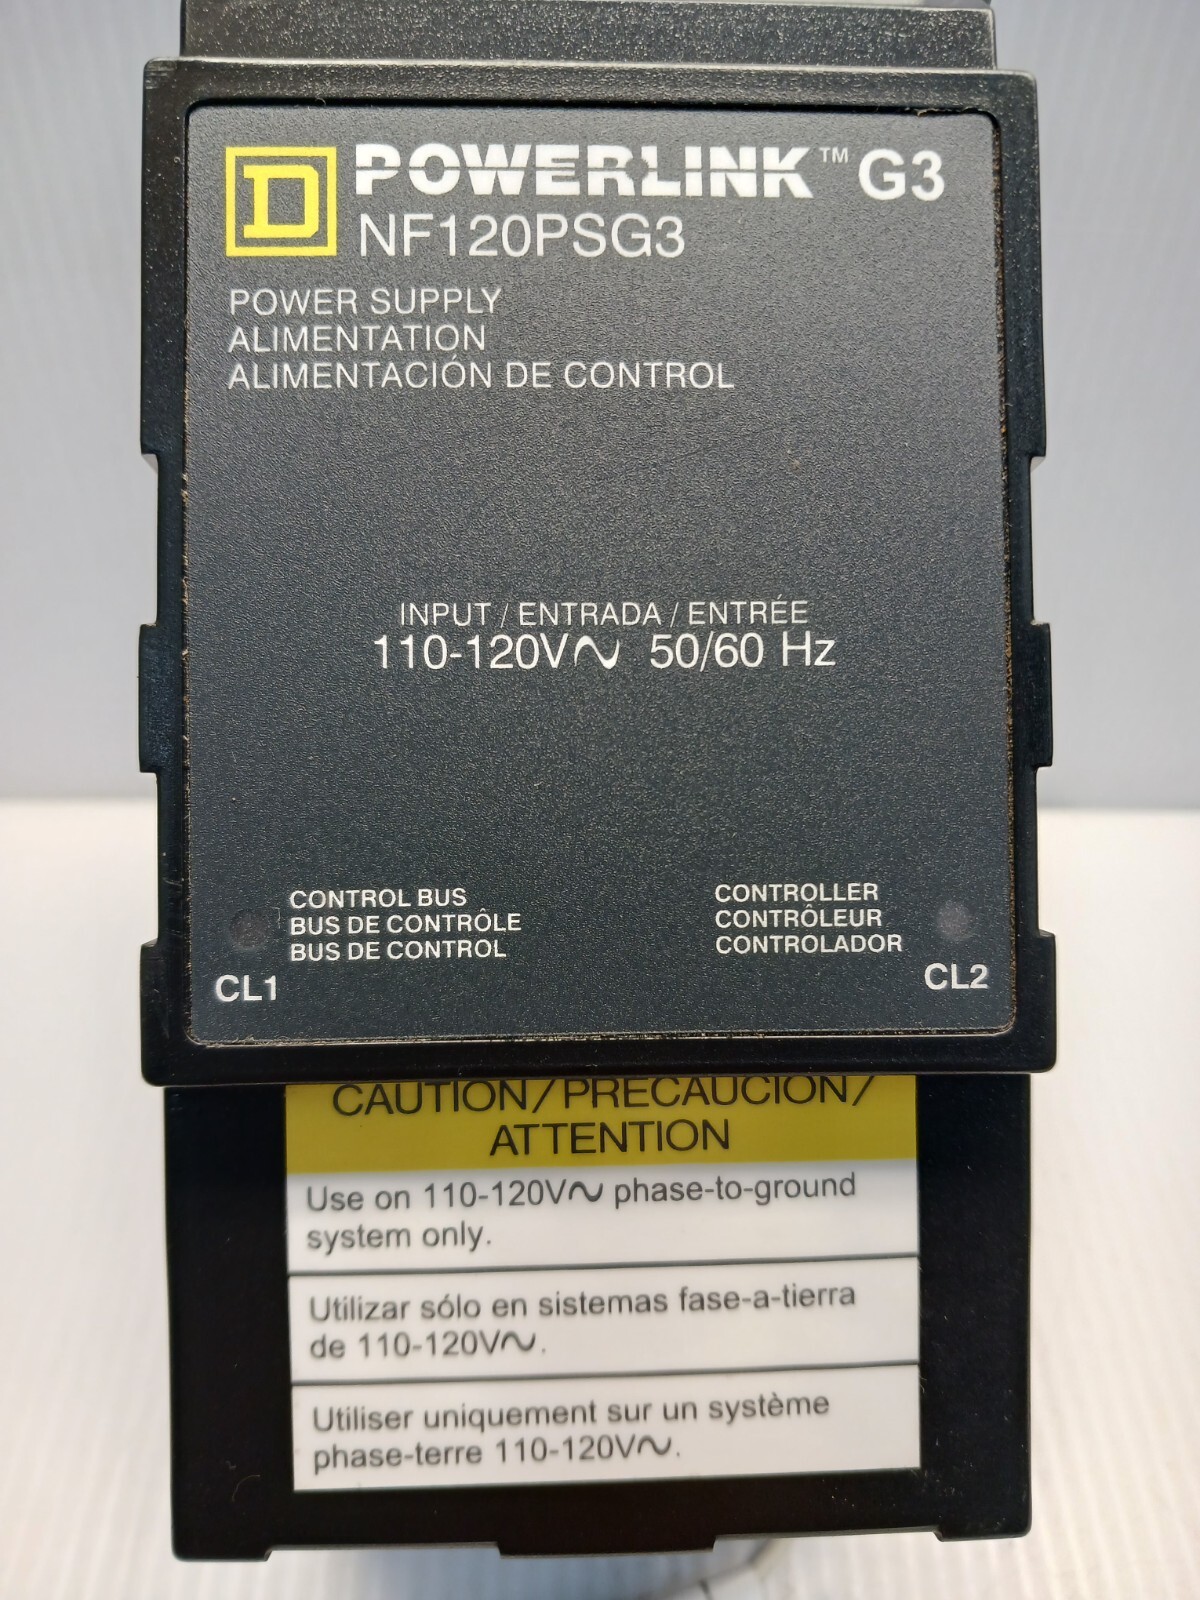 D POWERLINK™ G3
NF120PSG3
POWER SUPPLY
ALIMENTATION
ALIMENTACIÓN DE CONTROL
INPUT / ENTRADA / ENTRÉE
110-120V∿ 50/60 Hz
CONTROL BUS
BUS DE CONTRÔLE
BUS DE CONTROL
CL1
CONTROLLER
CONTRÔLEUR
CONTROLADOR
CL2
CAUTION/PRECAUCION/
ATTENTION
Use on 110-120V∿ phase-to-ground
system only.
Utilizar sólo en sistemas fase-a-tierra
de 110-120V∿.
Utiliser uniquement sur un système
phase-terre 110-120V∿.